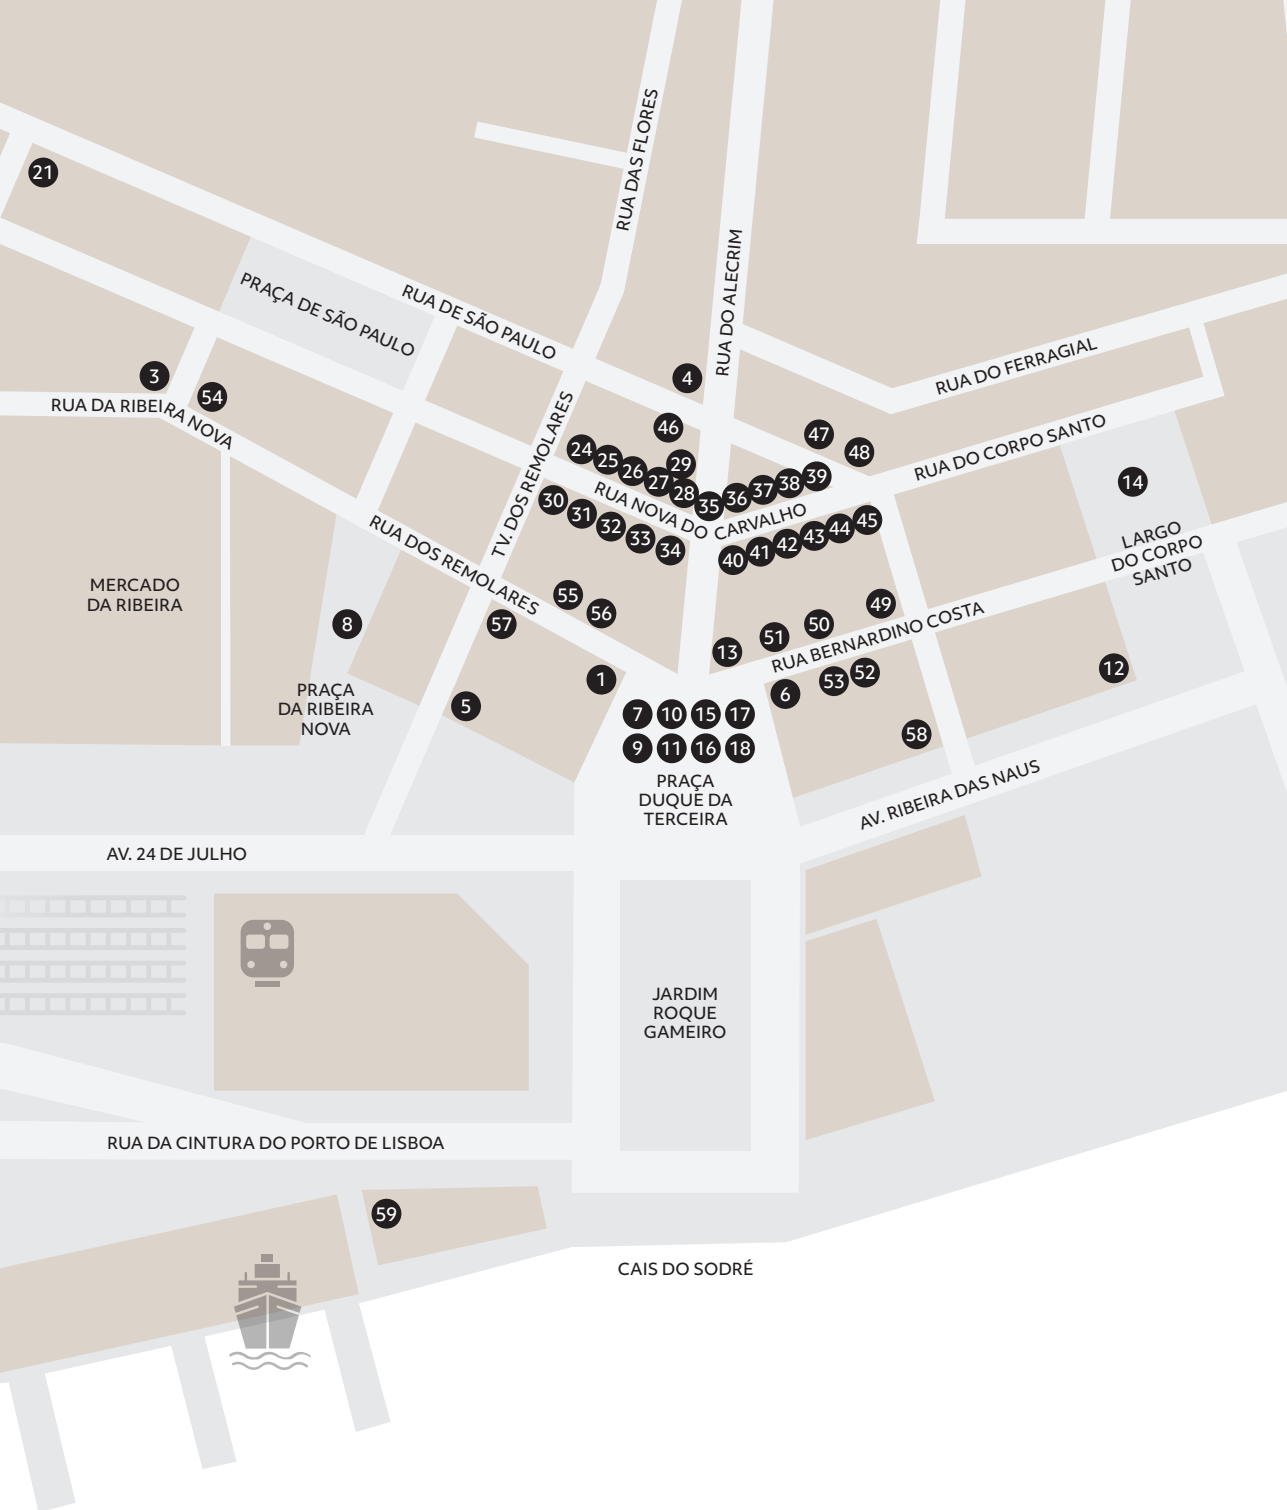 RUA DAS FLORES
21
RUA DO ALECRIM
PRAÇA DE SÃO PAULO
RUA DE SÃO PAULO
RUA DO FERRAGIAL
3
4
54
RUA DA RIBEIRA NOVA
TV. DOS REMOLARES
46
47
48
RUA DO CORPO SANTO
24
25
26
27
28
29
35
36
37
38
39
14
RUA NOVA DO CARVALHO
30
31
32
33
34
40
41
42
43
44
45
RUA DOS REMOLARES
LARGO
DO CORPO
SANTO
MERCADO
DA RIBEIRA
8
55
56
57
49
50
51
13
RUA BERNARDINO COSTA
52
53
6
12
1
5
PRAÇA
DA RIBEIRA
NOVA
7 10 15 17
9 11 16 18
58
PRAÇA
DUQUE DA
TERCEIRA
AV. RIBEIRA DAS NAUS
AV. 24 DE JULHO
JARDIM
ROQUE
GAMEIRO
RUA DA CINTURA DO PORTO DE LISBOA
59
CAIS DO SODRÉ